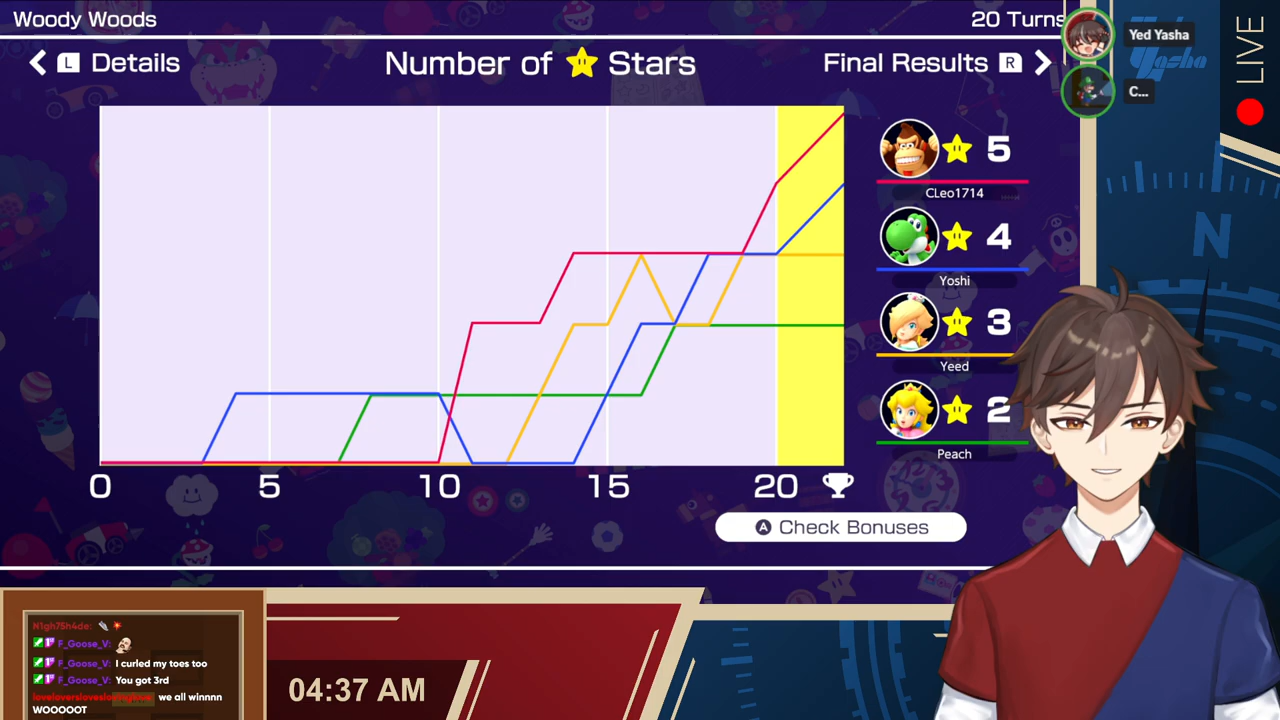 Woody Woods
20 Turns
L Details
Number of Stars
Final Results R
Yed Yasha
C...
LIVE
Yasha
N
5
CLeo1714
4
Yoshi
3
Yeed
2
Peach
0 5 10 15 20
A Check Bonuses
N1gh75h4de:
F_Goose_V:
F_Goose_V: I curled my toes too
F_Goose_V: You got 3rd
we all winnnn
WOOOOOT
04:37 AM